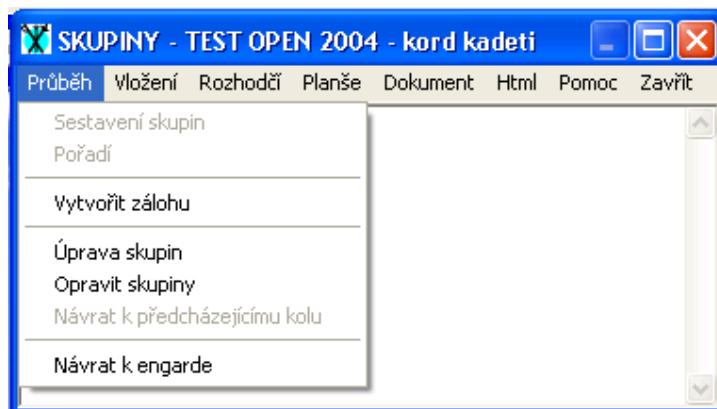 SKUPINY - TEST OPEN 2004 - kord kadeti
Průběh Vložení Rozhodčí Planše Dokument Html Pomoc Zavřít
Sestavení skupin
Pořadí
Vytvořit zálohu
Úprava skupin
Opravit skupiny
Návrat k předcházejícímu kolu
Návrat k engarde